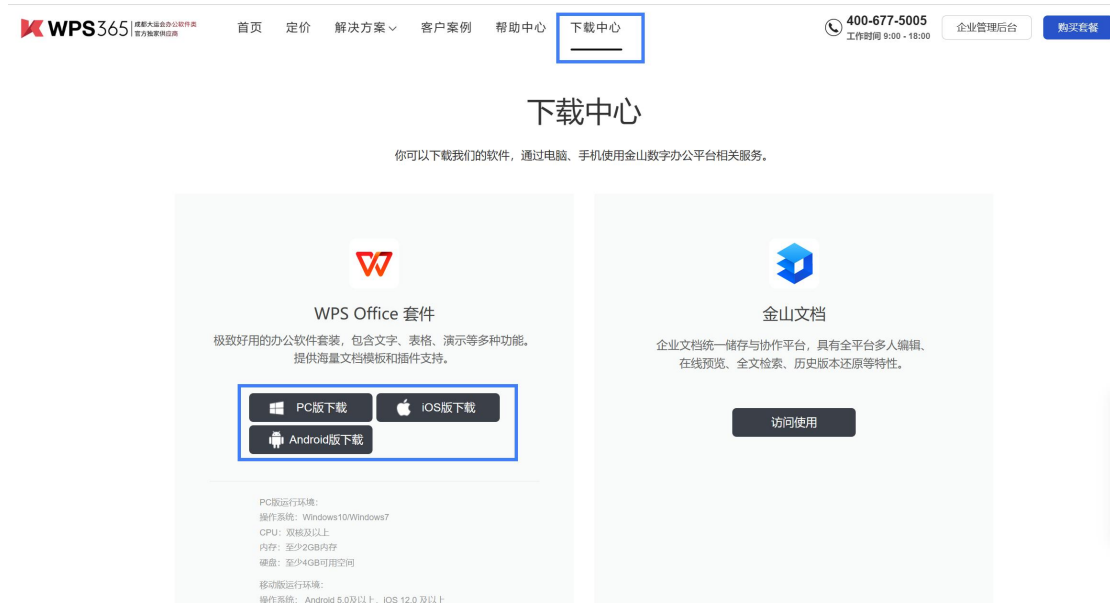 WPS365 成都大运会办公软件类
官方独家供应商
首页 定价 解决方案 客户案例 帮助中心 下载中心
400-677-5005
工作时间 9:00 - 18:00
企业管理后台
购买套餐
下载中心
你可以下载我们的软件，通过电脑、手机使用金山数字办公平台相关服务。
WPS Office 套件
极致好用的办公软件套装，包含文字、表格、演示等多种功能。
提供海量文档模板和插件支持。
PC版下载
iOS版下载
Android版下载
PC版运行环境：
操作系统：Windows10/Windows7
CPU：双核及以上
内存：至少2GB内存
硬盘：至少4GB可用空间
移动版运行环境：
操作系统： Android 5.0及以上，iOS 12.0 及以上
金山文档
企业文档统一储存与协作平台，具有全平台多人编辑、
在线预览、全文检索、历史版本还原等特性。
访问使用